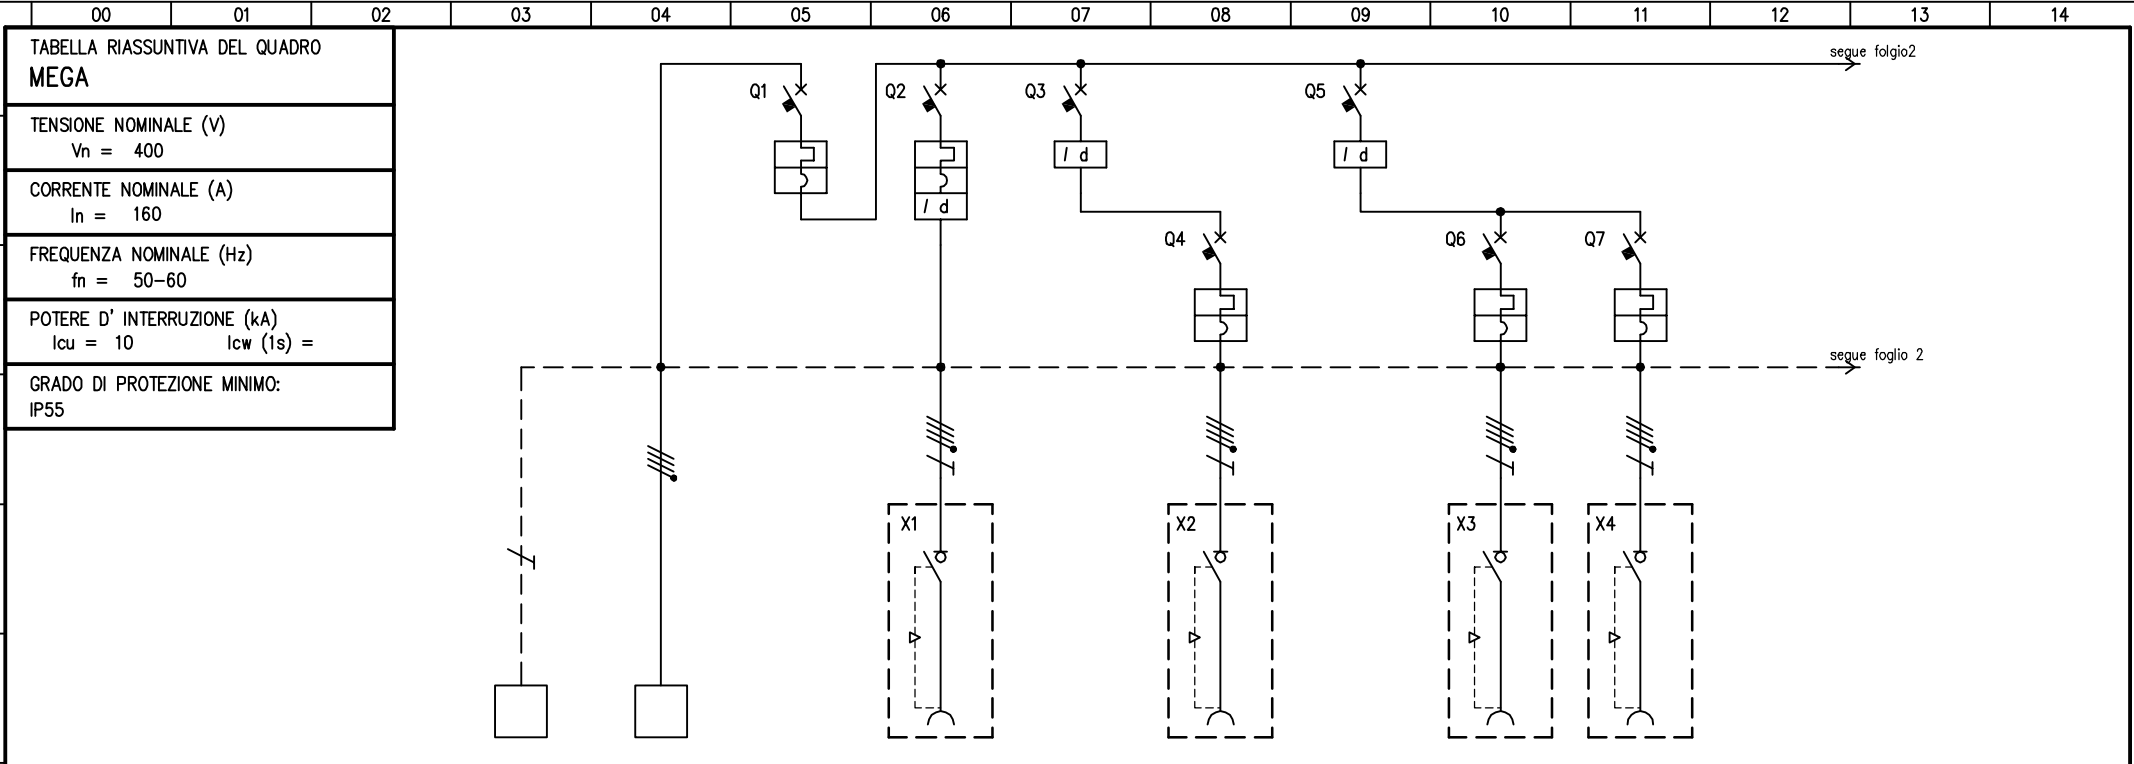 00 01 02 03 04 05 06 07 08 09 10 11 12 13 14
TABELLA RIASSUNTIVA DEL QUADRO
MEGA
TENSIONE NOMINALE (V)
Vn = 400
CORRENTE NOMINALE (A)
In = 160
FREQUENZA NOMINALE (Hz)
fn = 50-60
POTERE D' INTERRUZIONE (kA)
Icu = 10 Icw (1s) =
GRADO DI PROTEZIONE MINIMO:
IP55
segue folgio2
Q1 Q2 Q3 Q5
I d I d
I d
Q4 Q6 Q7
segue foglio 2
X1 X2 X3 X4